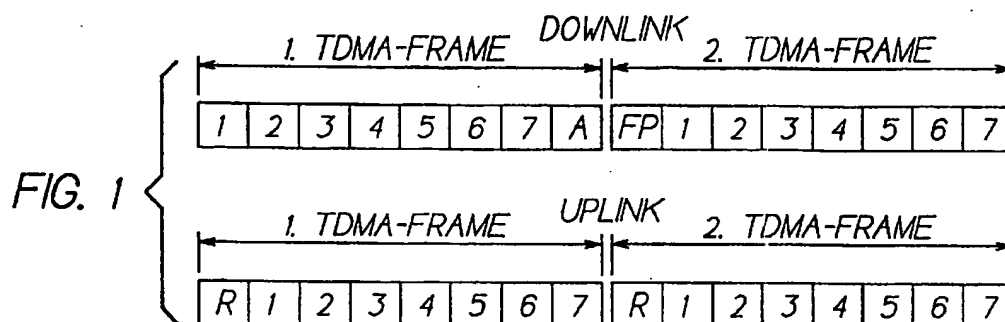 DOWNLINK
1. TDMA-FRAME 2. TDMA-FRAME
1 2 3 4 5 6 7 A FP 1 2 3 4 5 6 7
FIG. 1
UPLINK
1. TDMA-FRAME 2. TDMA-FRAME
R 1 2 3 4 5 6 7 R 1 2 3 4 5 6 7